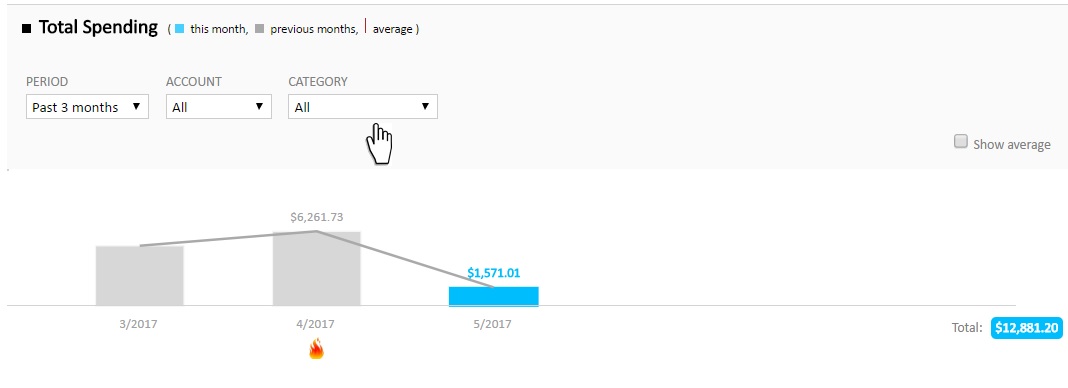 Total Spending ( this month, previous months, average )
PERIOD ACCOUNT CATEGORY
Past 3 months All All
Show average
$6,261.73
$1,571.01
3/2017 4/2017 5/2017
Total: $12,881.20